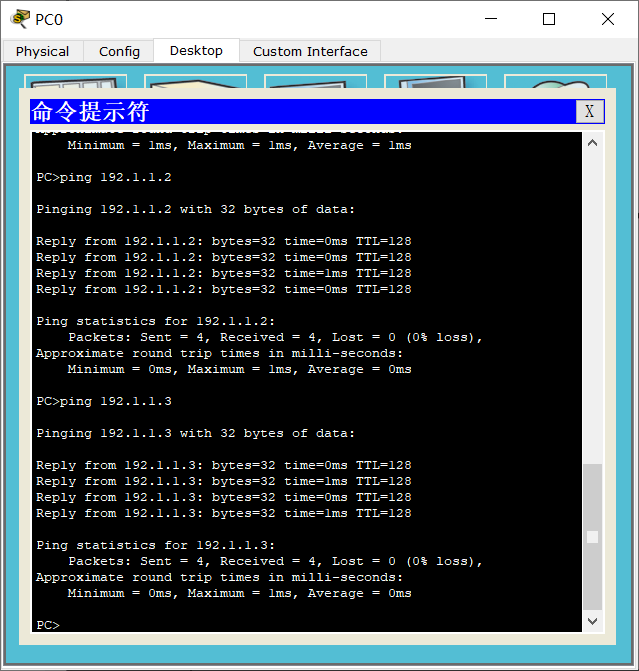 PC0
Physical Config Desktop Custom Interface
命令提示符 X
Approximate round trip times in milli-seconds:
Minimum = 1ms, Maximum = 1ms, Average = 1ms
PC>ping 192.1.1.2
Pinging 192.1.1.2 with 32 bytes of data:
Reply from 192.1.1.2: bytes=32 time=0ms TTL=128
Reply from 192.1.1.2: bytes=32 time=0ms TTL=128
Reply from 192.1.1.2: bytes=32 time=1ms TTL=128
Reply from 192.1.1.2: bytes=32 time=0ms TTL=128
Ping statistics for 192.1.1.2:
Packets: Sent = 4, Received = 4, Lost = 0 (0% loss),
Approximate round trip times in milli-seconds:
Minimum = 0ms, Maximum = 1ms, Average = 0ms
PC>ping 192.1.1.3
Pinging 192.1.1.3 with 32 bytes of data:
Reply from 192.1.1.3: bytes=32 time=0ms TTL=128
Reply from 192.1.1.3: bytes=32 time=1ms TTL=128
Reply from 192.1.1.3: bytes=32 time=0ms TTL=128
Reply from 192.1.1.3: bytes=32 time=1ms TTL=128
Ping statistics for 192.1.1.3:
Packets: Sent = 4, Received = 4, Lost = 0 (0% loss),
Approximate round trip times in milli-seconds:
Minimum = 0ms, Maximum = 1ms, Average = 0ms
PC>